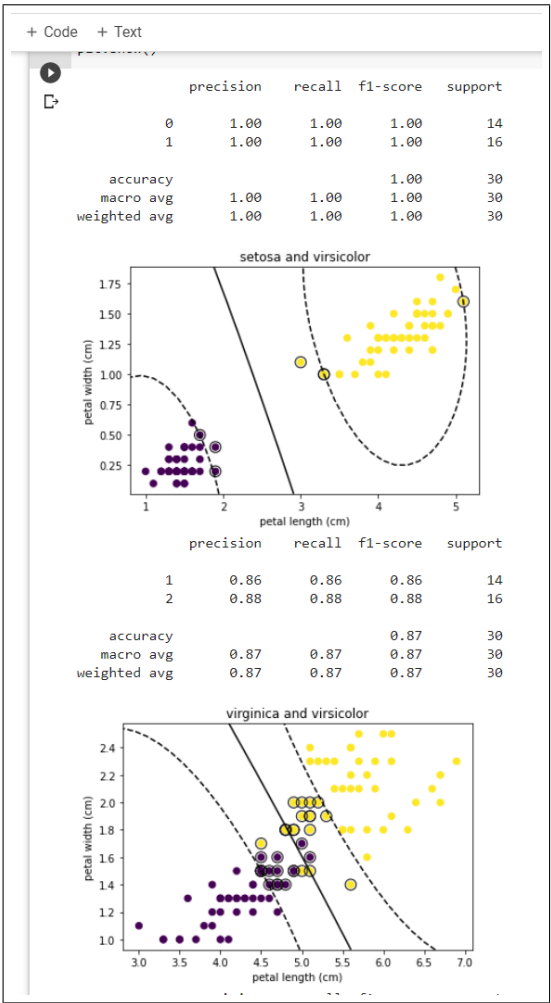 + Code + Text
precision recall f1-score support
0 1.00 1.00 1.00 14
1 1.00 1.00 1.00 16
accuracy 1.00 30
macro avg 1.00 1.00 1.00 30
weighted avg 1.00 1.00 1.00 30
setosa and virsicolor
petal width (cm)
1.75
1.50
1.25
1.00
0.75
0.50
0.25
1 2 3 4 5
petal length (cm)
precision recall f1-score support
1 0.86 0.86 0.86 14
2 0.88 0.88 0.88 16
accuracy 0.87 30
macro avg 0.87 0.87 0.87 30
weighted avg 0.87 0.87 0.87 30
virginica and virsicolor
petal width (cm)
2.4
2.2
2.0
1.8
1.6
1.4
1.2
1.0
3.0 3.5 4.0 4.5 5.0 5.5 6.0 6.5 7.0
petal length (cm)